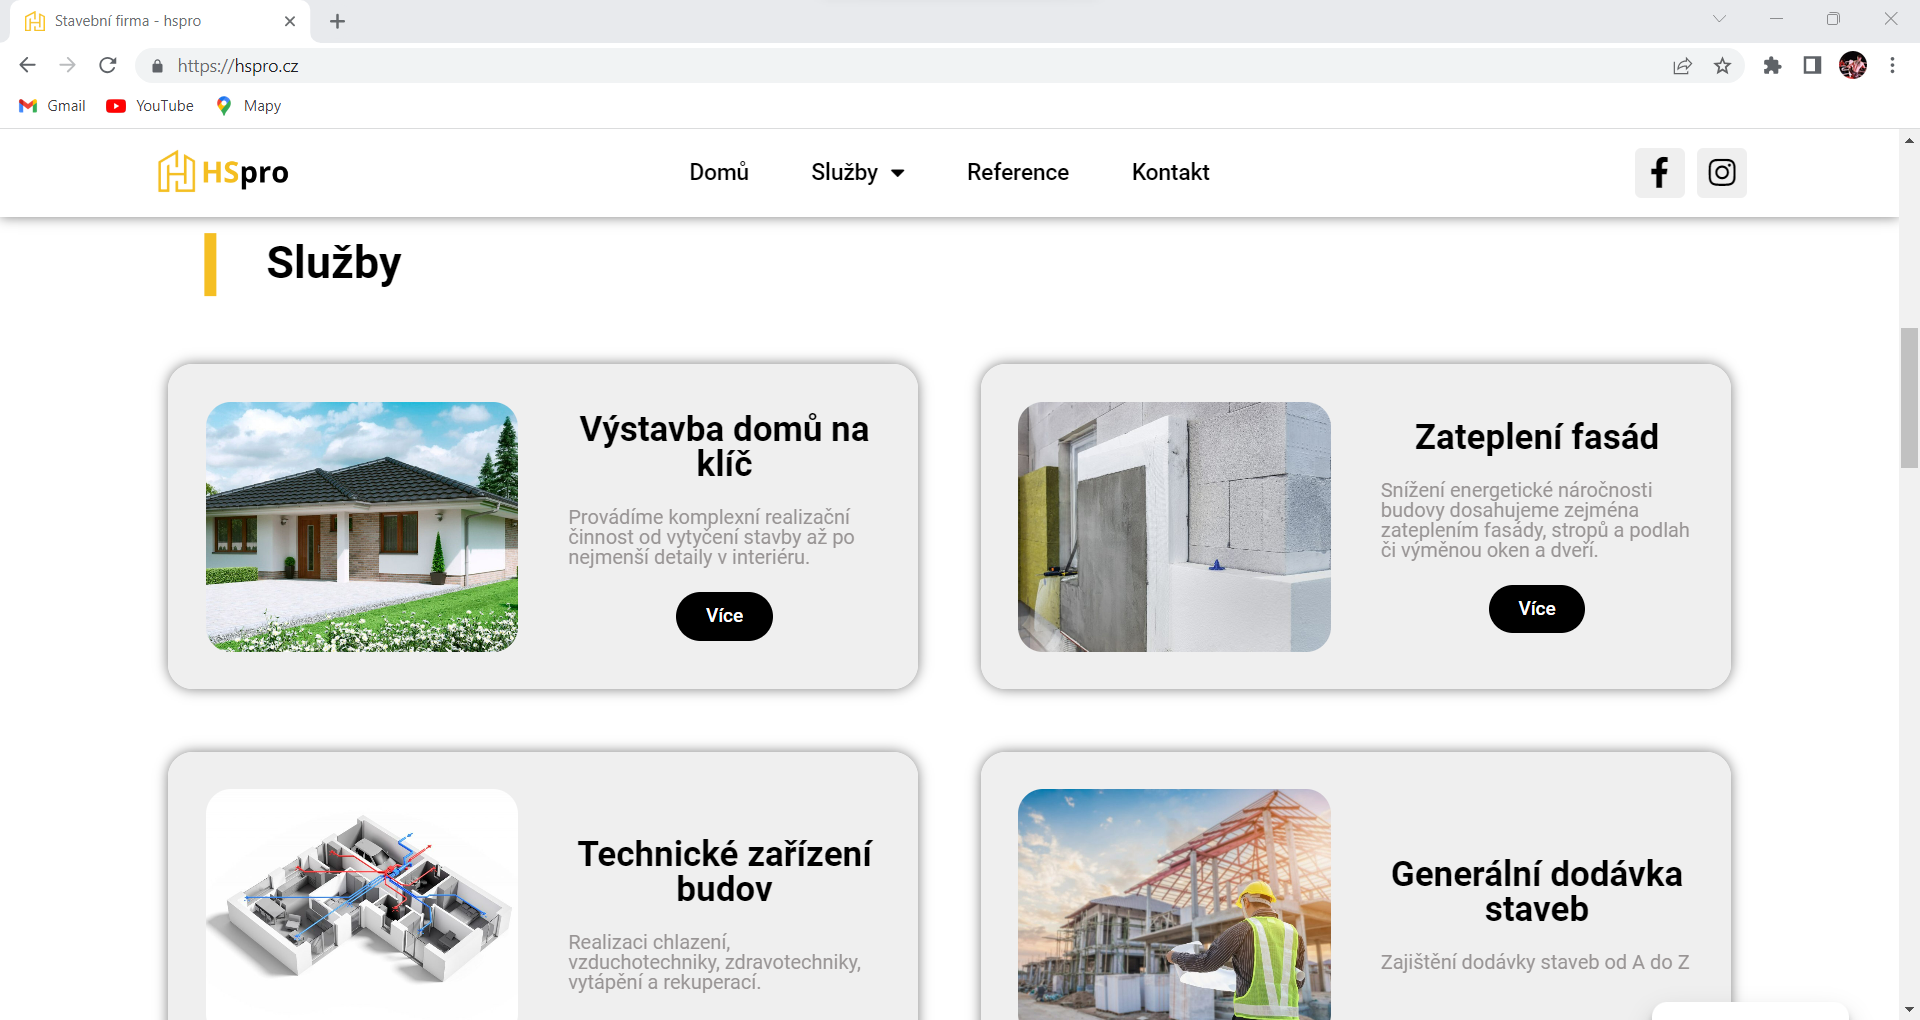 Stavební firma - hspro
https://hspro.cz
Gmail YouTube Mapy
HSpro
Domů Služby Reference Kontakt
Služby
Výstavba domů na
klíč
Provádíme komplexní realizační
činnost od vytyčení stavby až po
nejmenší detaily v interiéru.
Více
Zateplení fasád
Snížení energetické náročnosti
budovy dosahujeme zejména
zateplením fasády, stropů a podlah
či výměnou oken a dveří.
Více
Technické zařízení
budov
Realizaci chlazení,
vzduchotechniky, zdravotechniky,
vytápění a rekuperací.
Generální dodávka
staveb
Zajištění dodávky staveb od A do Z